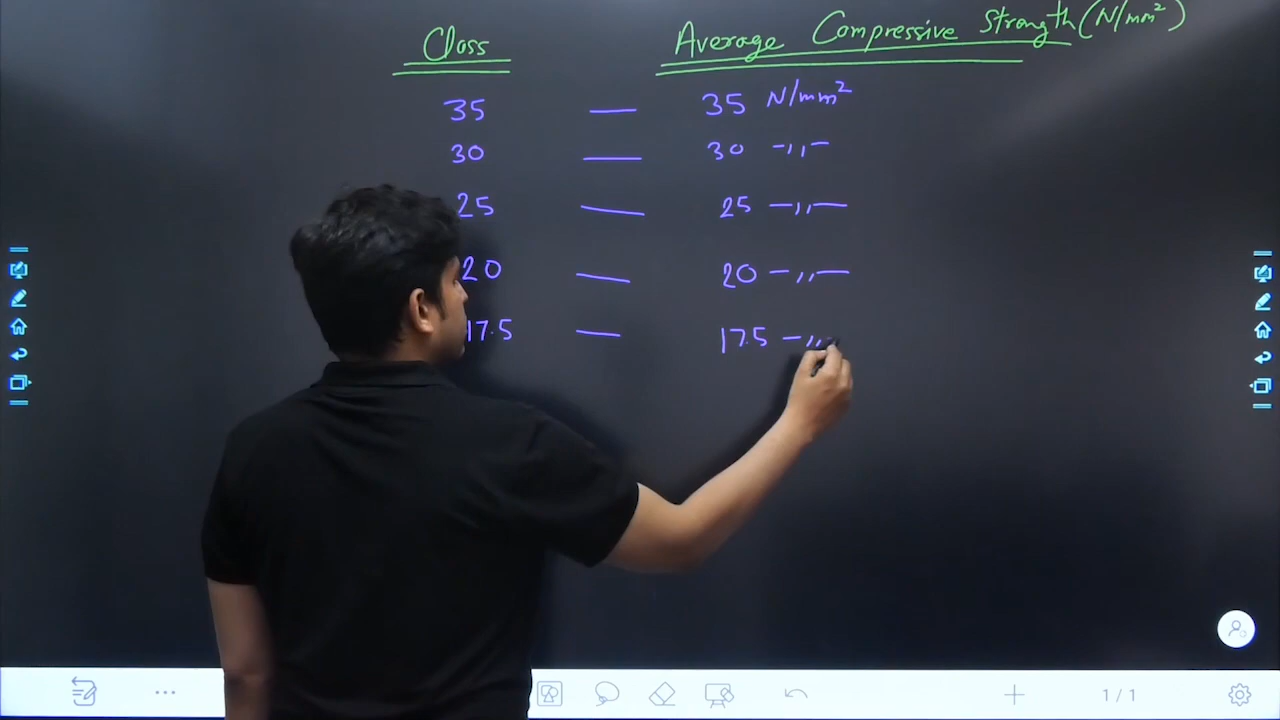 Class Average Compressive Strength (N/mm²)
35 — 35 N/mm²
30 — 30 -,,-
25 — 25 -,,-
20 — 20 -,,-
17.5 — 17.5 -,,
1/1